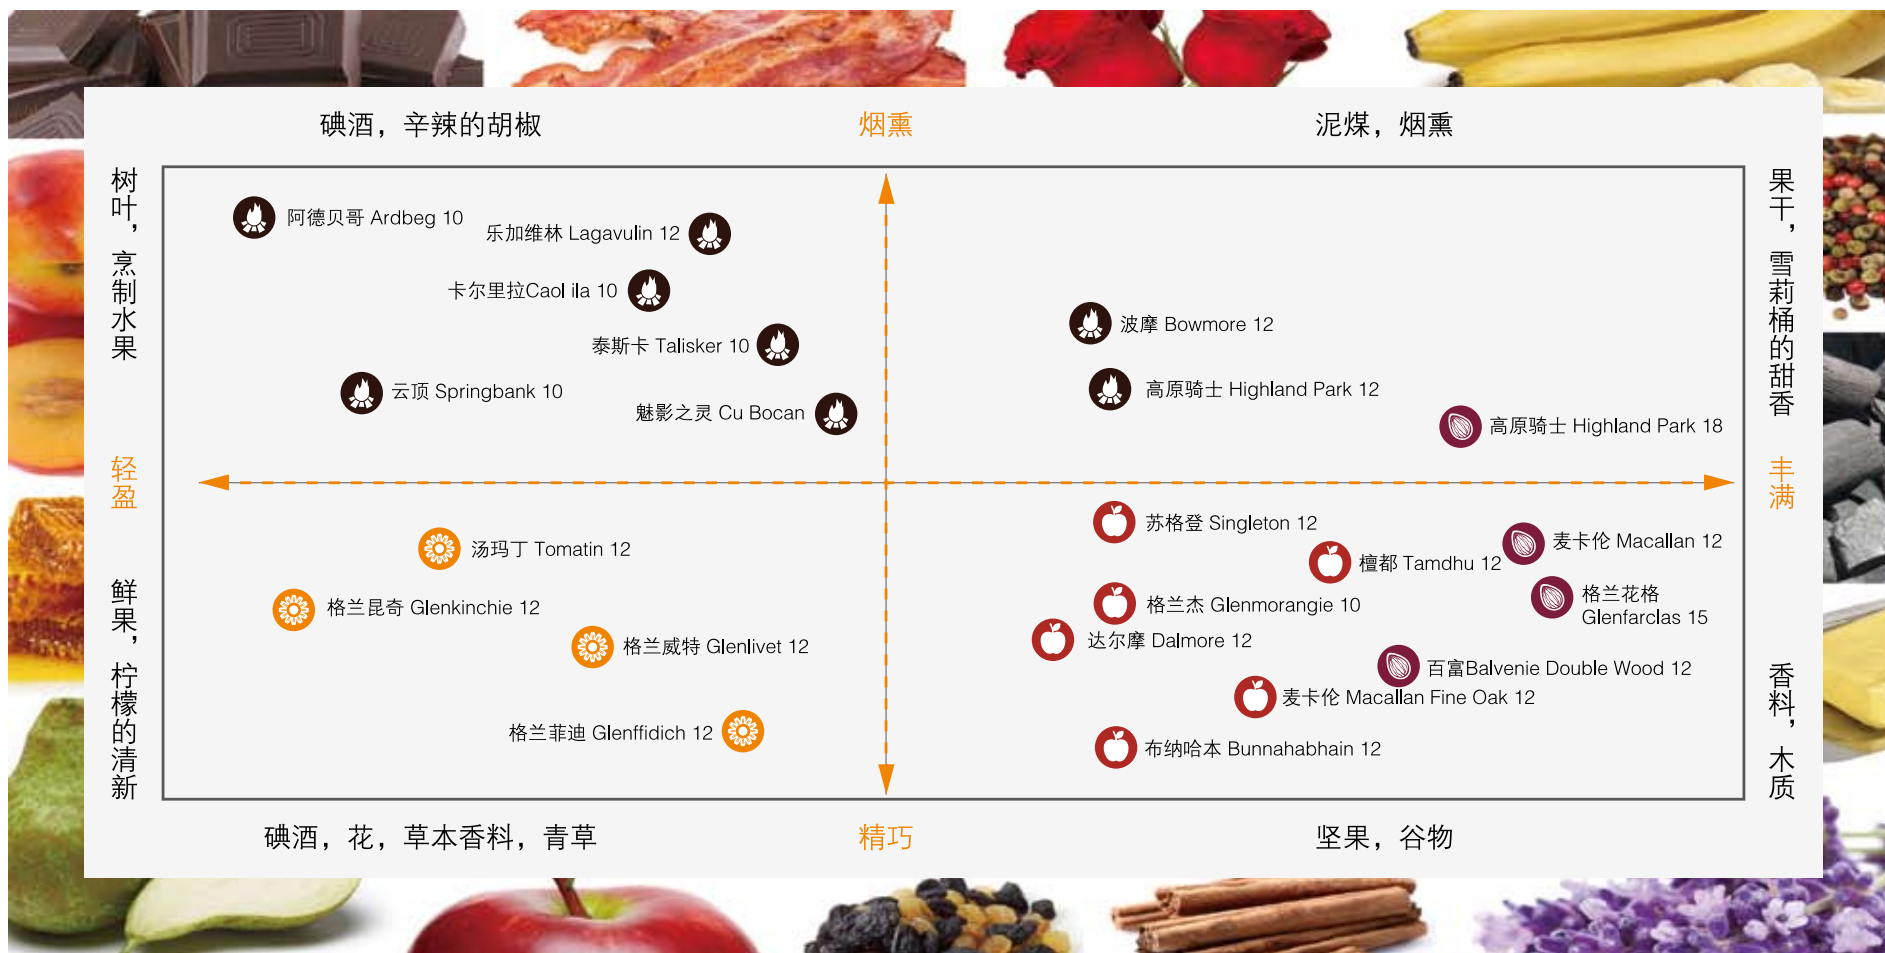 碘酒，辛辣的胡椒
烟熏
泥煤，烟熏
树叶，烹制水果
果干，雪莉桶的甜香
阿德贝哥 Ardbeg 10
乐加维林 Lagavulin 12
卡尔里拉Caol ila 10
波摩 Bowmore 12
泰斯卡 Talisker 10
云顶 Springbank 10
高原骑士 Highland Park 12
魅影之灵 Cu Bocan
高原骑士 Highland Park 18
轻盈
丰满
苏格登 Singleton 12
汤玛丁 Tomatin 12
麦卡伦 Macallan 12
檀都 Tamdhu 12
格兰昆奇 Glenkinchie 12
格兰杰 Glenmorangie 10
格兰花格
Glenfarclas 15
格兰威特 Glenlivet 12
达尔摩 Dalmore 12
百富Balvenie Double Wood 12
麦卡伦 Macallan Fine Oak 12
格兰菲迪 Glenffidich 12
布纳哈本 Bunnahabhain 12
鲜果，柠檬的清新
香料，木质
碘酒，花，草本香料，青草
精巧
坚果，谷物